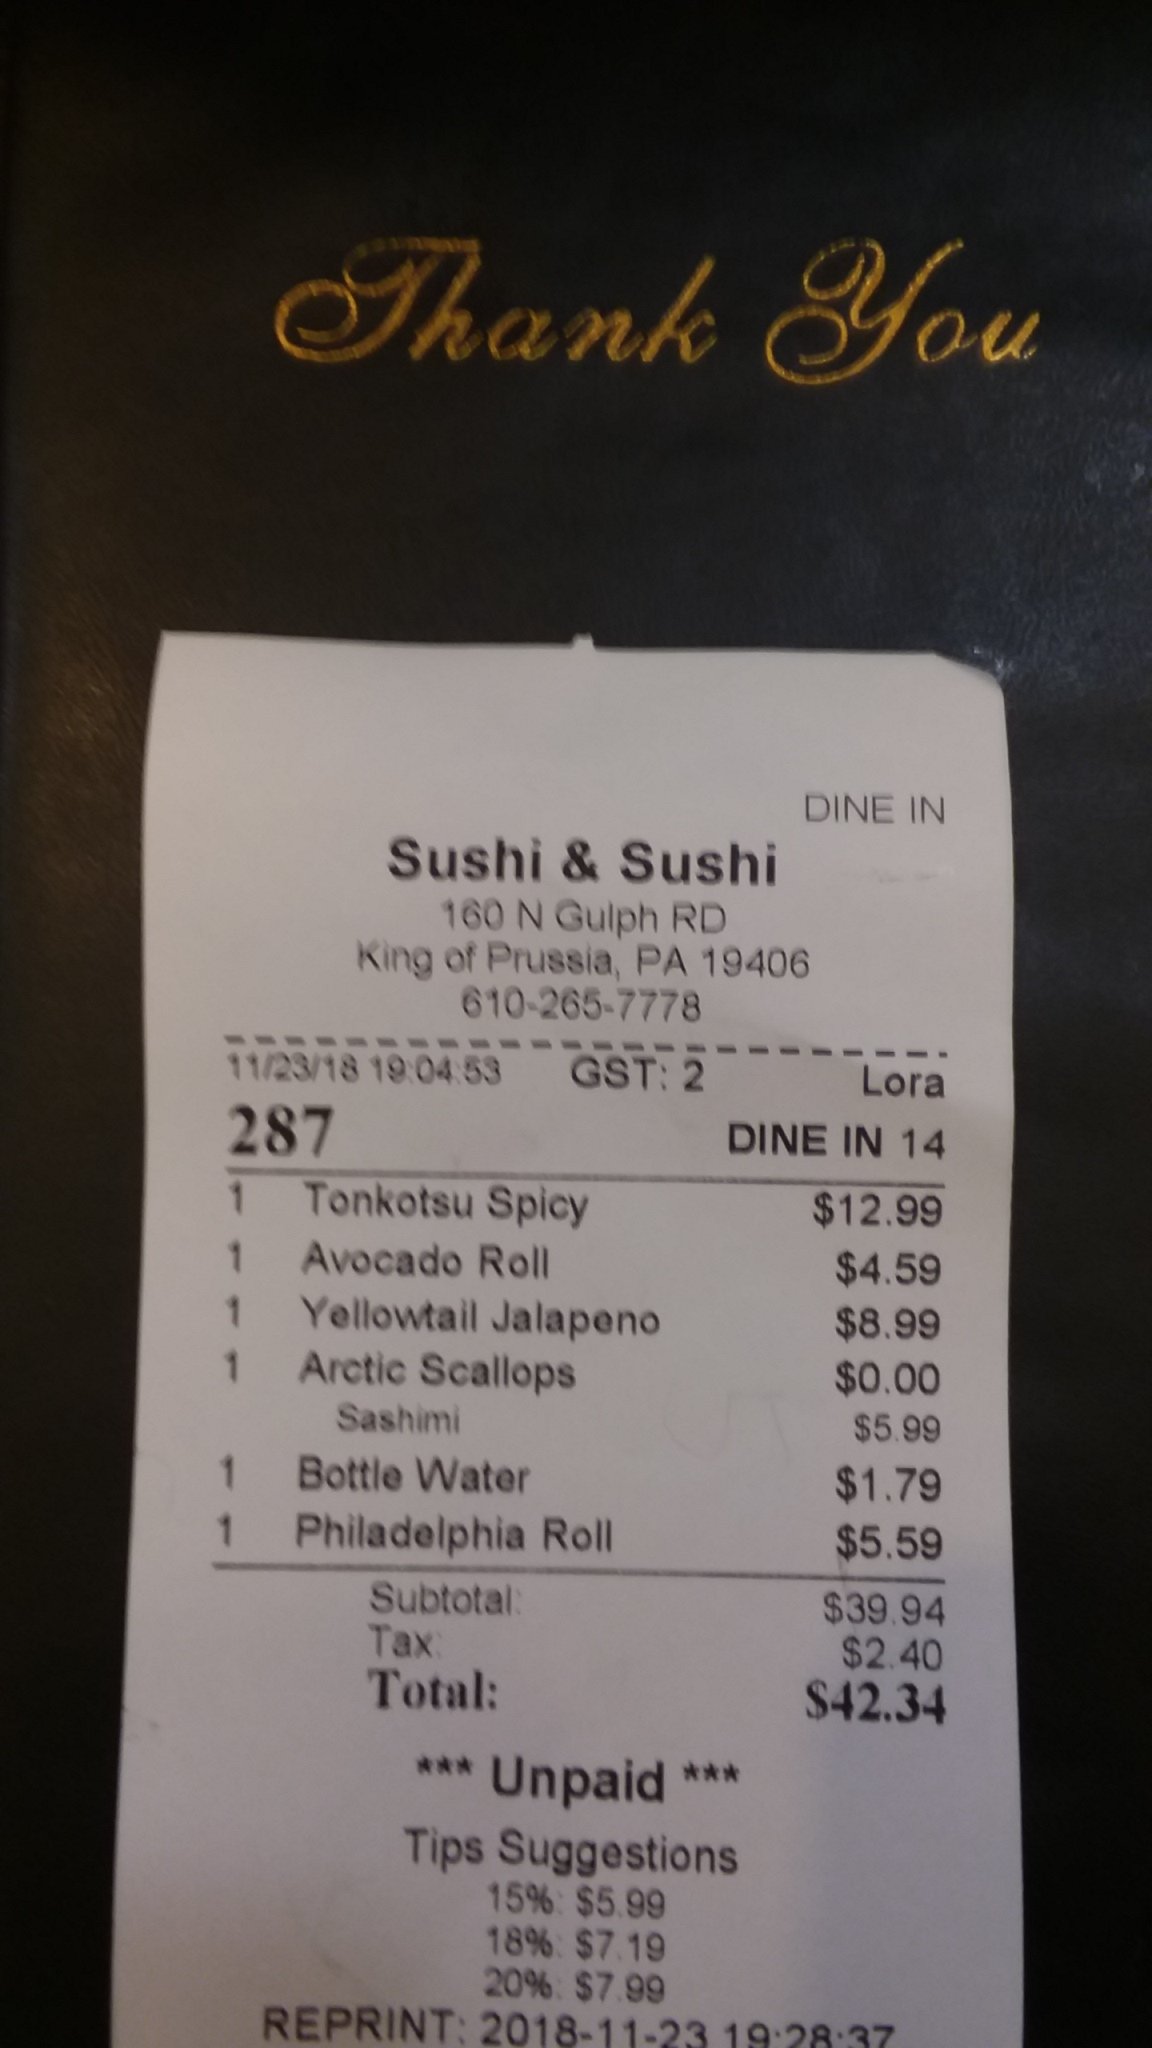 Thank You
DINE IN
Sushi & Sushi
160 N Gulph RD
King of Prussia, PA 19406
610-265-7778
11/23/18 19:04:53 GST: 2 Lora
287 DINE IN 14
1 Tonkotsu Spicy $12.99
1 Avocado Roll $4.59
1 Yellowtail Jalapeno $8.99
1 Arctic Scallops $0.00
Sashimi $5.99
1 Bottle Water $1.79
1 Philadelphia Roll $5.59
Subtotal: $39.94
Tax: $2.40
Total: $42.34
*** Unpaid ***
Tips Suggestions
15%: $5.99
18%: $7.19
20%: $7.99
REPRINT: 2018-11-23 19:28:37